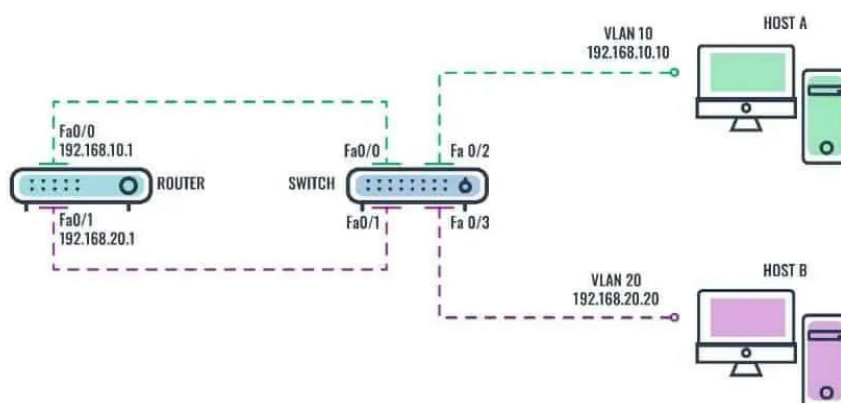 HOST A
VLAN 10
192.168.10.10
Fa0/0
192.168.10.1
Fa0/0
Fa 0/2
ROUTER
SWITCH
Fa0/1
192.168.20.1
Fa0/1
Fa 0/3
HOST B
VLAN 20
192.168.20.20